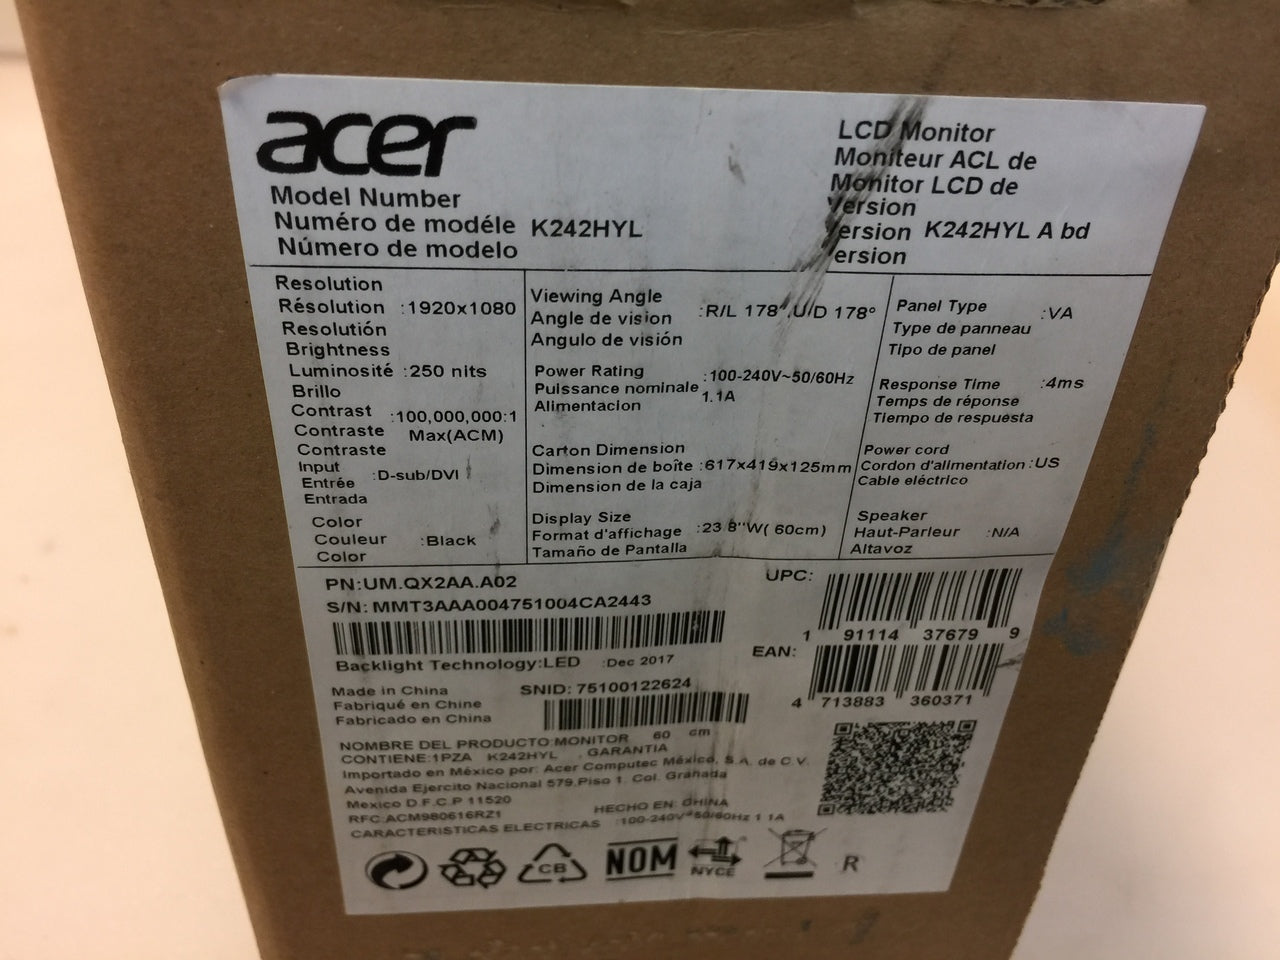 acer
Model Number
Numéro de modéle K242HYL
Número de modelo
LCD Monitor
Moniteur ACL de
Monitor LCD de
Version
Version K242HYL A bd
Version
Resolution
Résolution :1920x1080
Resolutión
Brightness
Luminosité :250 nits
Brillo
Contrast :100,000,000:1
Contraste Max(ACM)
Contraste
Input
Entrée :D-sub/DVI
Entrada
Color
Couleur :Black
Color
Viewing Angle
Angle de vision :R/L 178°,U/D 178°
Angulo de visión
Power Rating :100-240V~50/60Hz
Puissance nominale 1.1A
Alimentacion
Carton Dimension
Dimension de boîte :617x419x125mm
Dimension de la caja
Display Size
Format d'affichage :23.8"W( 60cm)
Tamaño de Pantalla
Panel Type :VA
Type de panneau
Tipo de panel
Response Time :4ms
Temps de réponse
Tiempo de respuesta
Power cord
Cordon d'alimentation :US
Cable eléctrico
Speaker
Haut-Parleur :N/A
Altavoz
PN:UM.QX2AA.A02
S/N: MMT3AAA004751004CA2443
Backlight Technology:LED :Dec 2017
Made in China
Fabriqué en Chine
Fabricado en China
SNID: 75100122624
UPC:
1 91114 37679 9
EAN:
4 713883 360371
NOMBRE DEL PRODUCTO:MONITOR 60 cm
CONTIENE:1PZA K242HYL , GARANTIA
Importado en México por: Acer Computec México, S.A. de C.V.
Avenida Ejercito Nacional 579,Piso 1. Col. Granada
Mexico D.F.C.P 11520
RFC:ACM980616RZ1 HECHO EN: CHINA
CARACTERISTICAS ELECTRICAS :100-240V~50/60Hz 1.1A
CB
NOM
NYCE
R